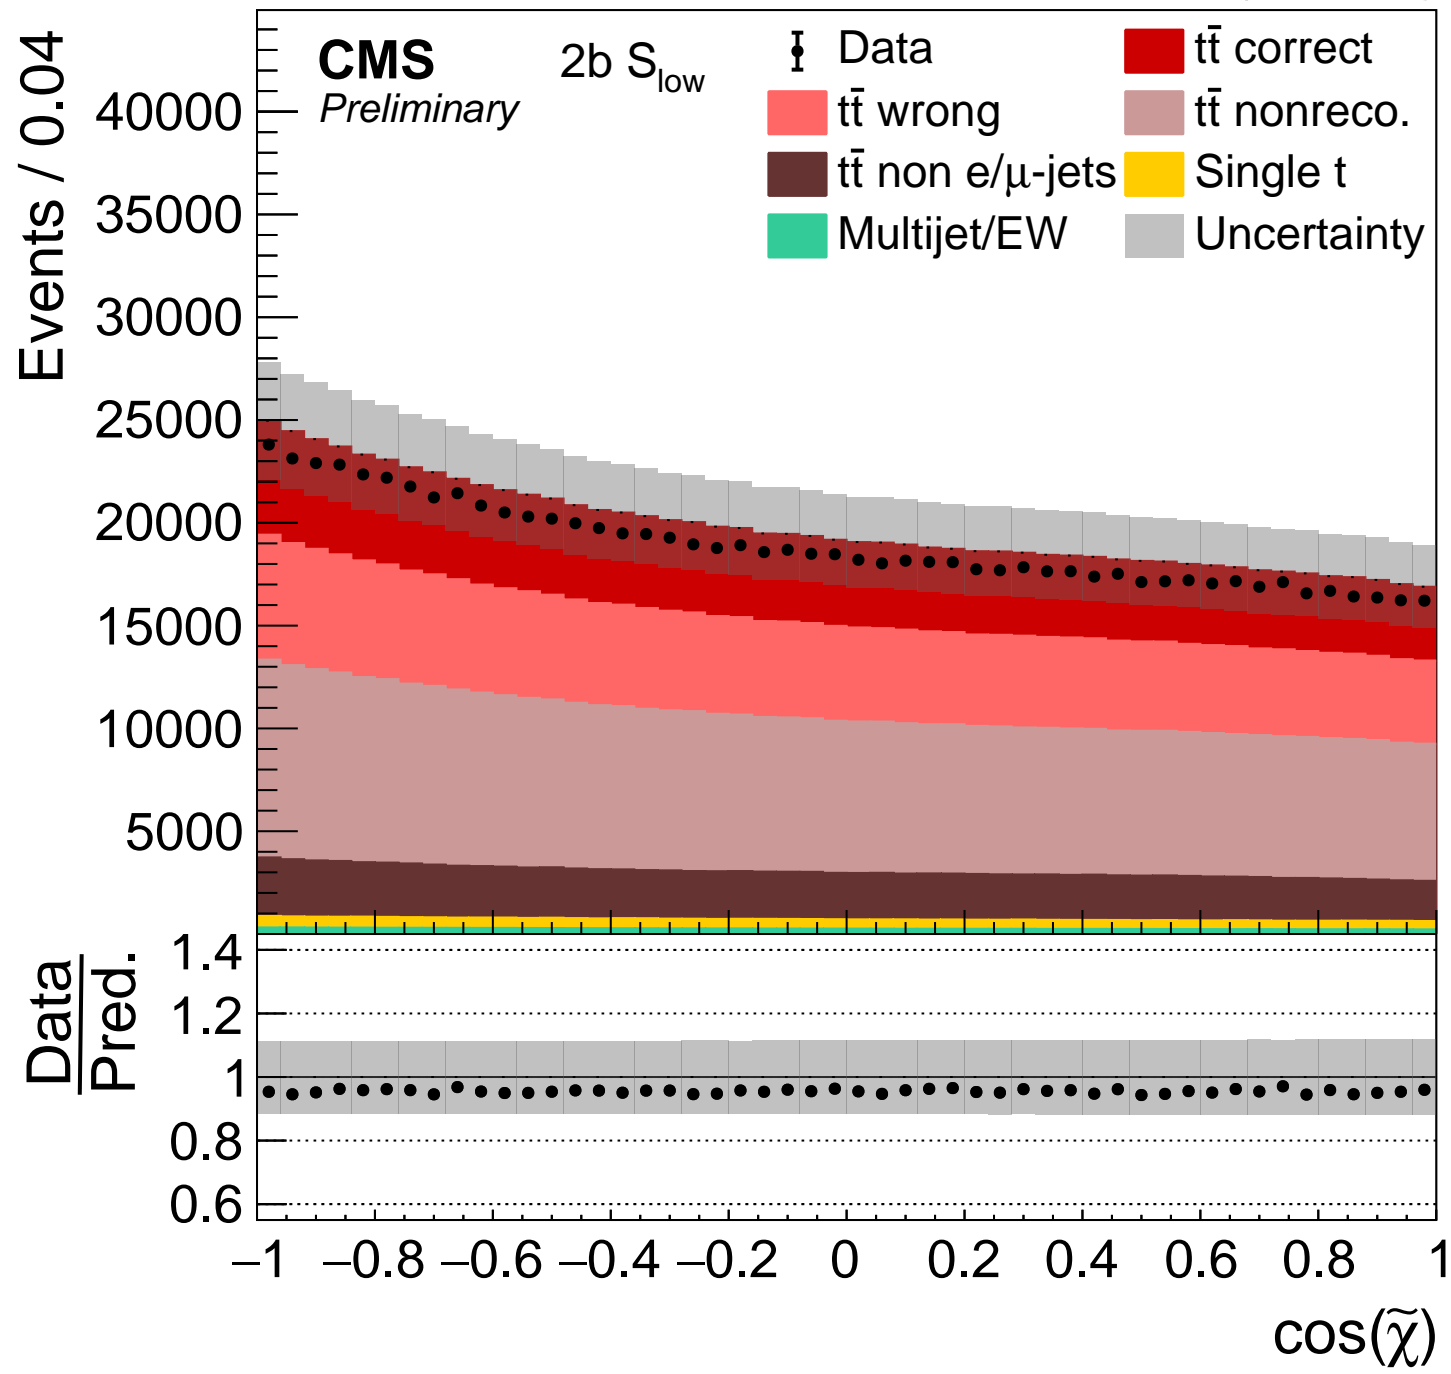 CMS
Preliminary
2b S_low
Data
tt̄ correct
tt̄ wrong
tt̄ nonreco.
tt̄ non e/μ-jets
Single t
Multijet/EW
Uncertainty
Events / 0.04
40000
35000
30000
25000
20000
15000
10000
5000
Data
Pred.
1.4
1.2
1
0.8
0.6
–1 –0.8 –0.6 –0.4 –0.2 0 0.2 0.4 0.6 0.8 1
cos(χ̃)